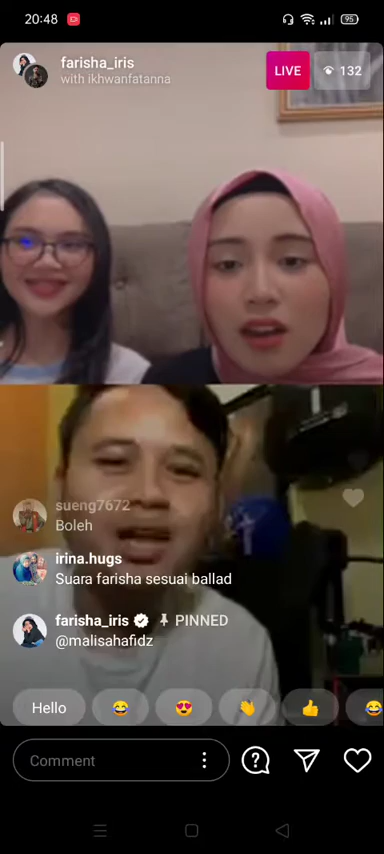 20:48
95
farisha_iris
with ikhwanfatanna
LIVE
132
sueng7672
Boleh
irina.hugs
Suara farisha sesuai ballad
farisha_iris PINNED
@malisahafidz
Hello
Comment